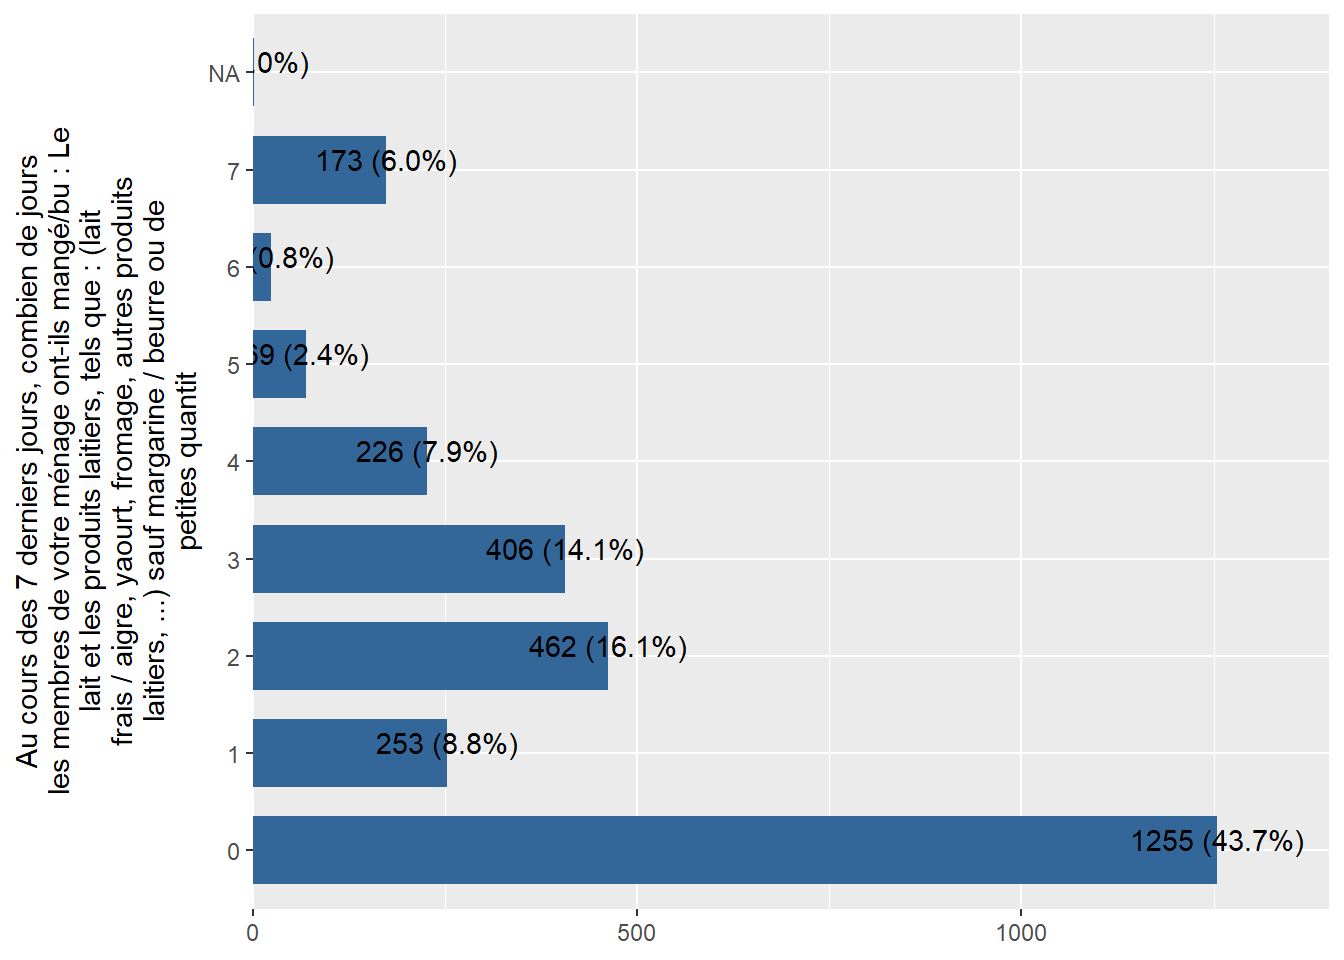 Au cours des 7 derniers jours, combien de jours
les membres de votre ménage ont-ils mangé/bu : Le
lait et les produits laitiers, tels que : (lait
frais / aigre, yaourt, fromage, autres produits
laitiers, ...) sauf margarine / beurre ou de
petites quantit
NA 0%)
7 173 (6.0%)
6 (0.8%)
5 69 (2.4%)
4 226 (7.9%)
3 406 (14.1%)
2 462 (16.1%)
1 253 (8.8%)
0 1255 (43.7%)
0 500 1000